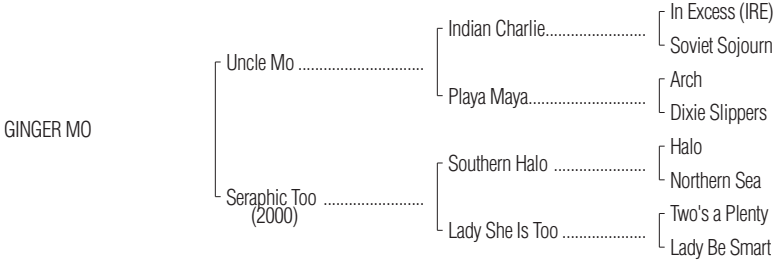 In Excess (IRE)
Indian Charlie..........................
Soviet Sojourn
Uncle Mo ...............................
Arch
Playa Maya..............................
Dixie Slippers
GINGER MO
Halo
Southern Halo .......................
Northern Sea
Seraphic Too .........................
(2000)
Two's a Plenty
Lady She Is Too .....................
Lady Be Smart